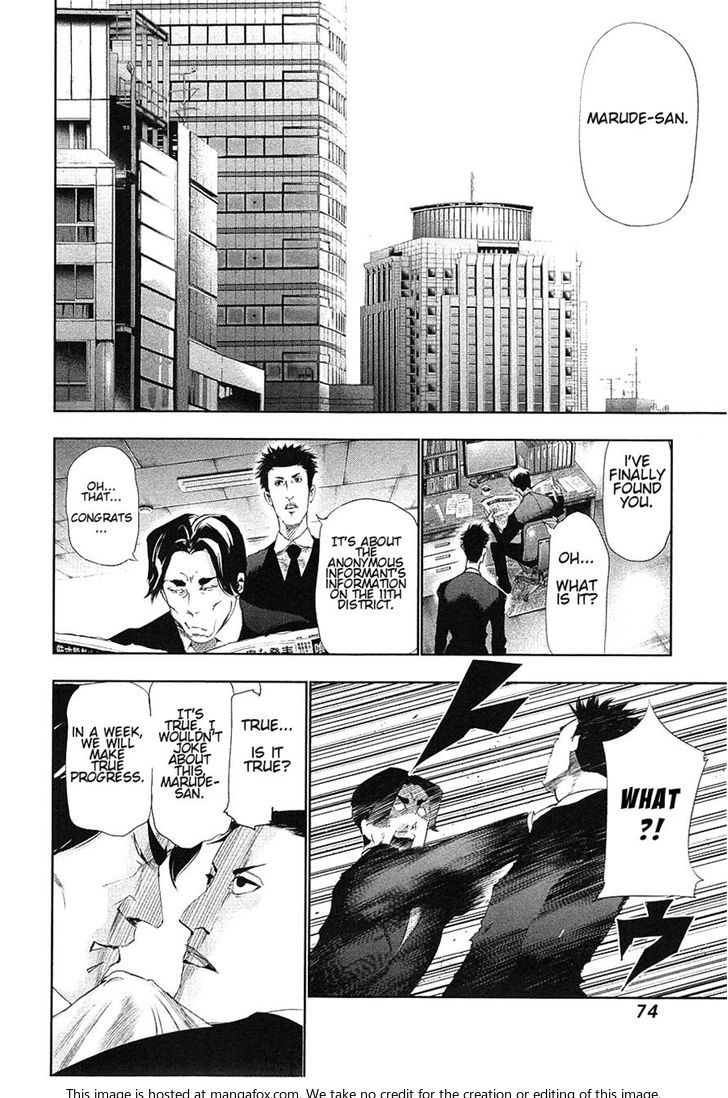 MARUDE-SAN.
I'VE
FINALLY
FOUND
YOU.
OH...
WHAT
IS IT?
IT'S ABOUT
THE
ANONYMOUS
INFORMANT'S
INFORMATION
ON THE 11TH
DISTRICT.
OH...
THAT...
CONGRATS
...
WHAT
?!
ドウ
TRUE...
IS IT
TRUE?
IT'S
TRUE. I
WOULDN'T
JOKE
ABOUT
THIS,
MARUDE-
SAN.
IN A WEEK,
WE WILL
MAKE
TRUE
PROGRESS.
74
This image is hosted at mangafox.com. We take no credit for the creation or editing of this image.